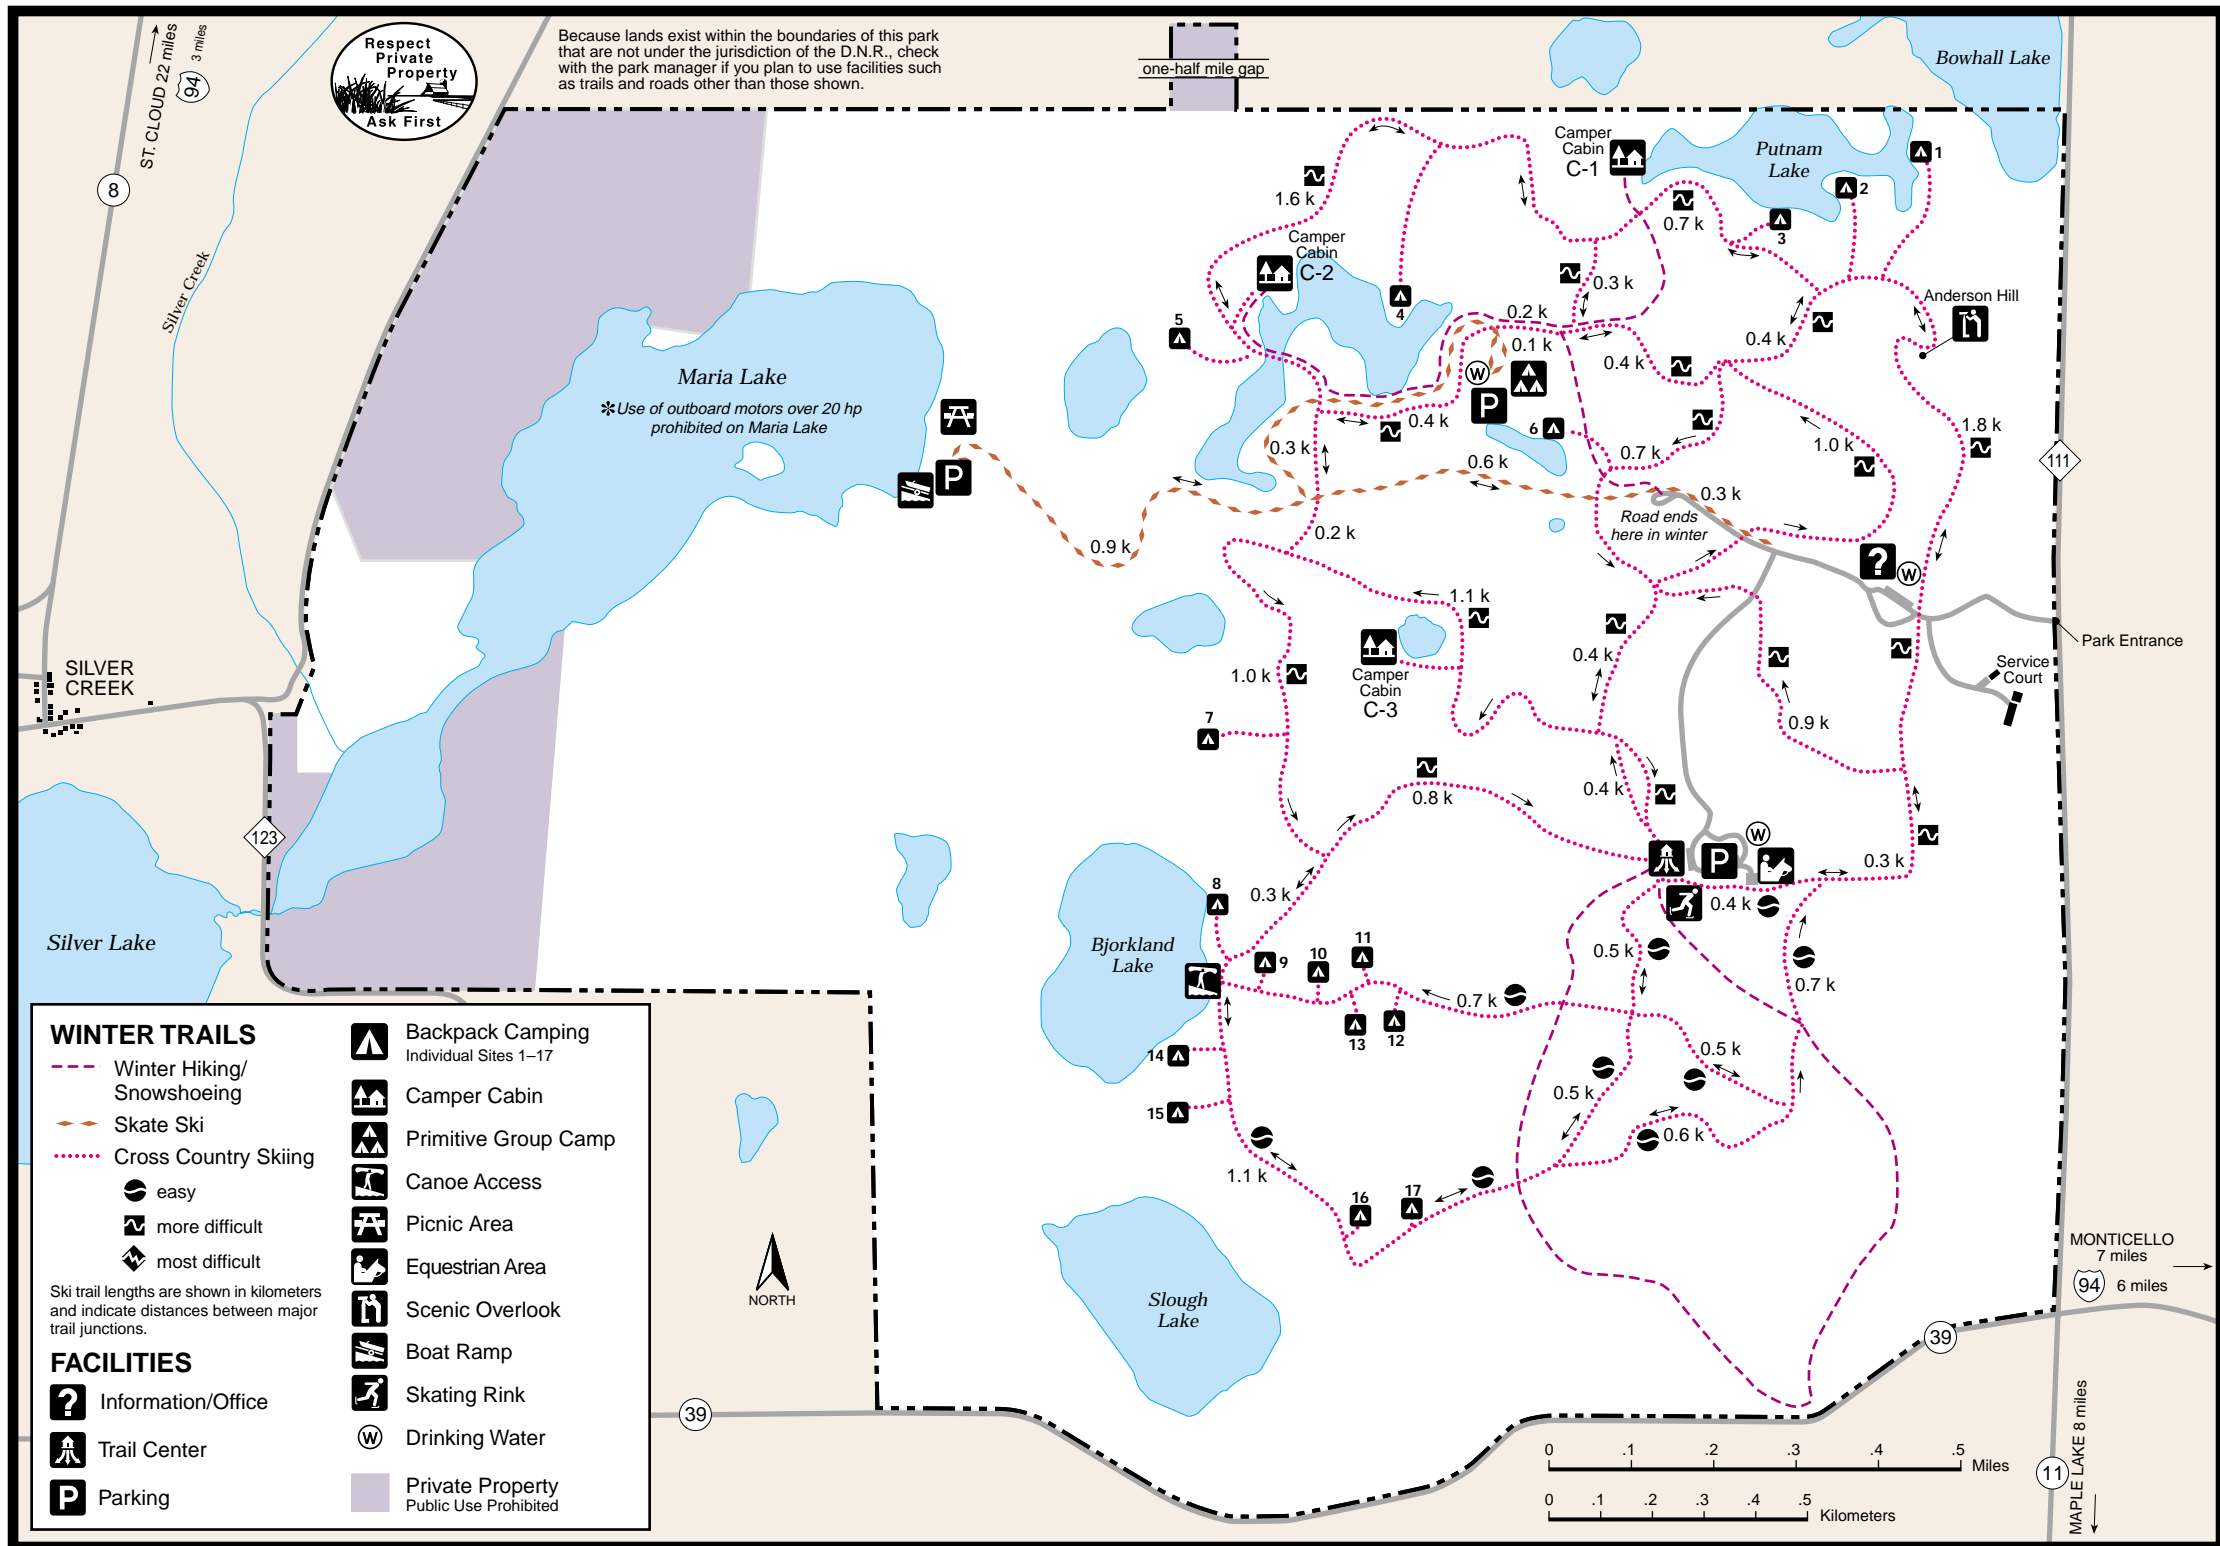 ST. CLOUD 22 miles
94
3 miles
8
Respect
Private
Property
Ask First
Because lands exist within the boundaries of this park
that are not under the jurisdiction of the D.N.R., check
with the park manager if you plan to use facilities such
as trails and roads other than those shown.
one-half mile gap
Bowhall Lake
Putnam
Lake
Camper
Cabin
C-1
1
2
3
1.6 k
0.7 k
Silver Creek
Camper
Cabin
C-2
0.3 k
4
5
0.2 k
0.1 k
Anderson Hill
0.4 k
0.4 k
Maria Lake
✻Use of outboard motors over 20 hp
prohibited on Maria Lake
W
P
0.4 k
6
0.3 k
0.7 k
1.0 k
1.8 k
111
P
0.6 k
0.3 k
Road ends
here in winter
0.2 k
0.9 k
?
W
1.1 k
Park Entrance
Camper
Cabin
C-3
0.4 k
Service
Court
SILVER
CREEK
1.0 k
7
0.9 k
0.4 k
0.8 k
123
W
P
0.3 k
8
0.3 k
0.4 k
Silver Lake
Bjorkland
Lake
9
10
11
0.5 k
0.7 k
0.7 k
12
13
14
0.5 k
15
0.5 k
0.6 k
1.1 k
16
17
Slough
Lake
NORTH
MONTICELLO
7 miles
94
6 miles
39
39
11
MAPLE LAKE 8 miles
WINTER TRAILS
Winter Hiking/
Snowshoeing
Skate Ski
Cross Country Skiing
easy
more difficult
most difficult
Ski trail lengths are shown in kilometers
and indicate distances between major
trail junctions.
FACILITIES
? Information/Office
Trail Center
P Parking
Backpack Camping
Individual Sites 1–17
Camper Cabin
Primitive Group Camp
Canoe Access
Picnic Area
Equestrian Area
Scenic Overlook
Boat Ramp
Skating Rink
W Drinking Water
Private Property
Public Use Prohibited
0 .1 .2 .3 .4 .5
Miles
0 .1 .2 .3 .4 .5
Kilometers